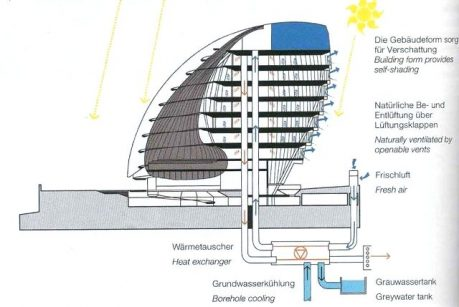 Die Gebäudeform sorg
für Verschattung
Building form provides
self-shading
Natürliche Be- und
Entlüftung über
Lüftungsklappen
Naturally ventilated by
openable vents
Frischluft
Fresh air
Wärmetauscher
Heat exchanger
Grundwasserkühlung
Borehole cooling
Grauwassertank
Greywater tank